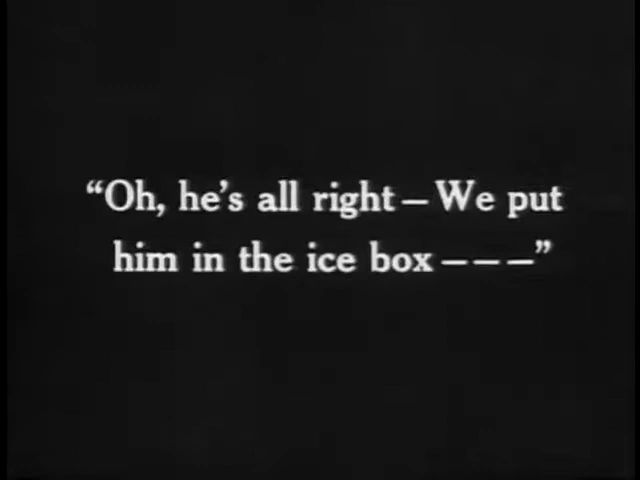 “Oh, he’s all right — We put
him in the ice box — — —”